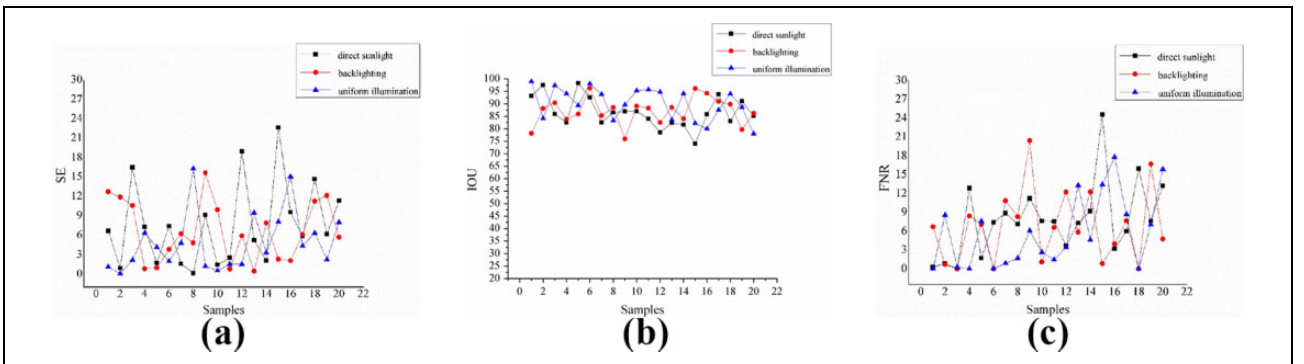 direct sunlight
backlighting
uniform illumination
30
27
24
21
18
15
12
9
6
3
0
SE
0 2 4 6 8 10 12 14 16 18 20 22
Samples
(a)
direct sunlight
backlighting
uniform illumination
100
95
90
85
80
75
70
65
60
55
50
45
40
35
30
25
20
IOU
0 2 4 6 8 10 12 14 16 18 20 22
Samples
(b)
direct sunlight
backlighting
uniform illumination
30
27
24
21
18
15
12
9
6
3
0
FNR
0 2 4 6 8 10 12 14 16 18 20 22
Samples
(c)